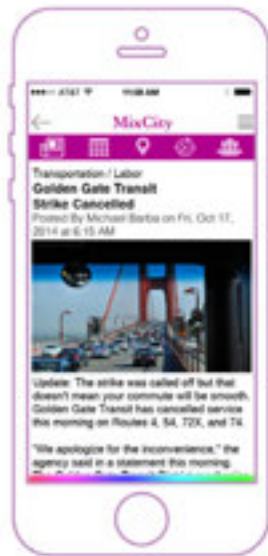 AT&T 11:38 AM
MixCity
Transportation / Labor
Golden Gate Transit
Strike Cancelled
Posted By Michael Barba on Fri, Oct 17,
2014 at 6:15 AM
Update: The strike was called off but that
doesn't mean your commute will be smooth.
Golden Gate Transit has cancelled service
this morning on Routes 4, 54, 72X, and 74.
"We apologize for the inconvenience," the
agency said in a statement this morning.